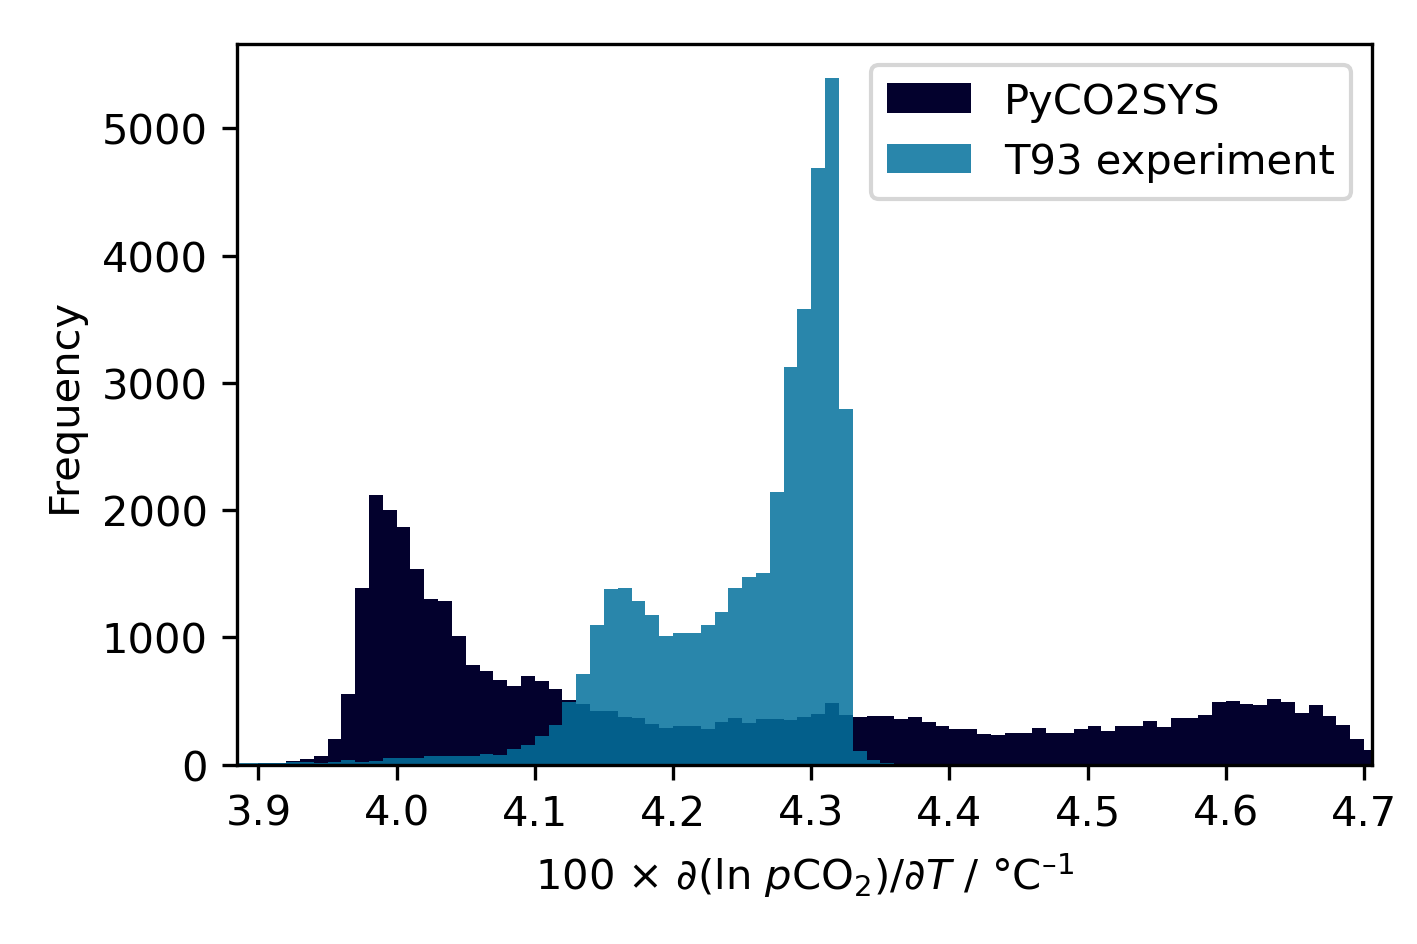 PyCO2SYS
T93 experiment
5000
4000
3000
2000
1000
0
Frequency
3.9 4.0 4.1 4.2 4.3 4.4 4.5 4.6 4.7
100 × ∂(ln pCO₂)/∂T / °C⁻¹